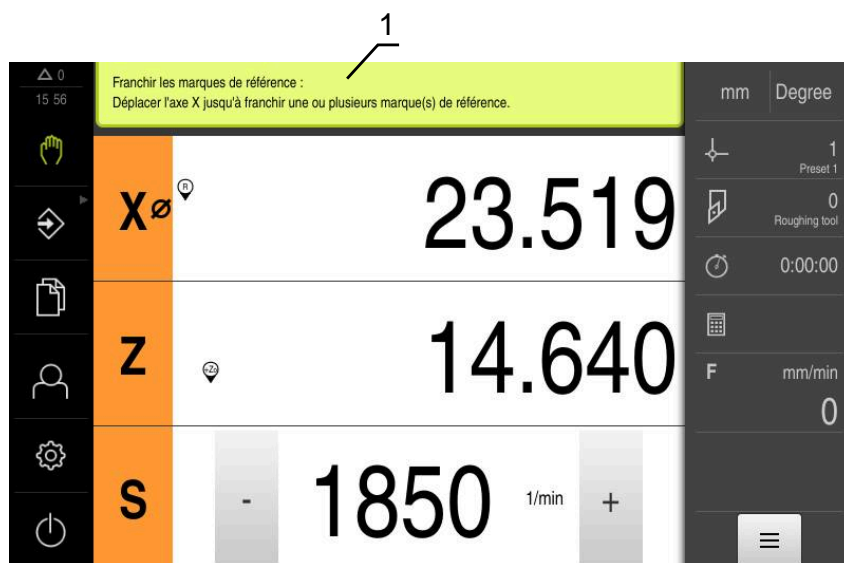 1
0
15 56
Franchir les marques de référence :
Déplacer l'axe X jusqu'à franchir une ou plusieurs marque(s) de référence.
mm Degree
X⌀ R 23.519
1
Preset 1
0
Roughing tool
0:00:00
Z +Zo 14.640
F mm/min
0
S - 1850 1/min +